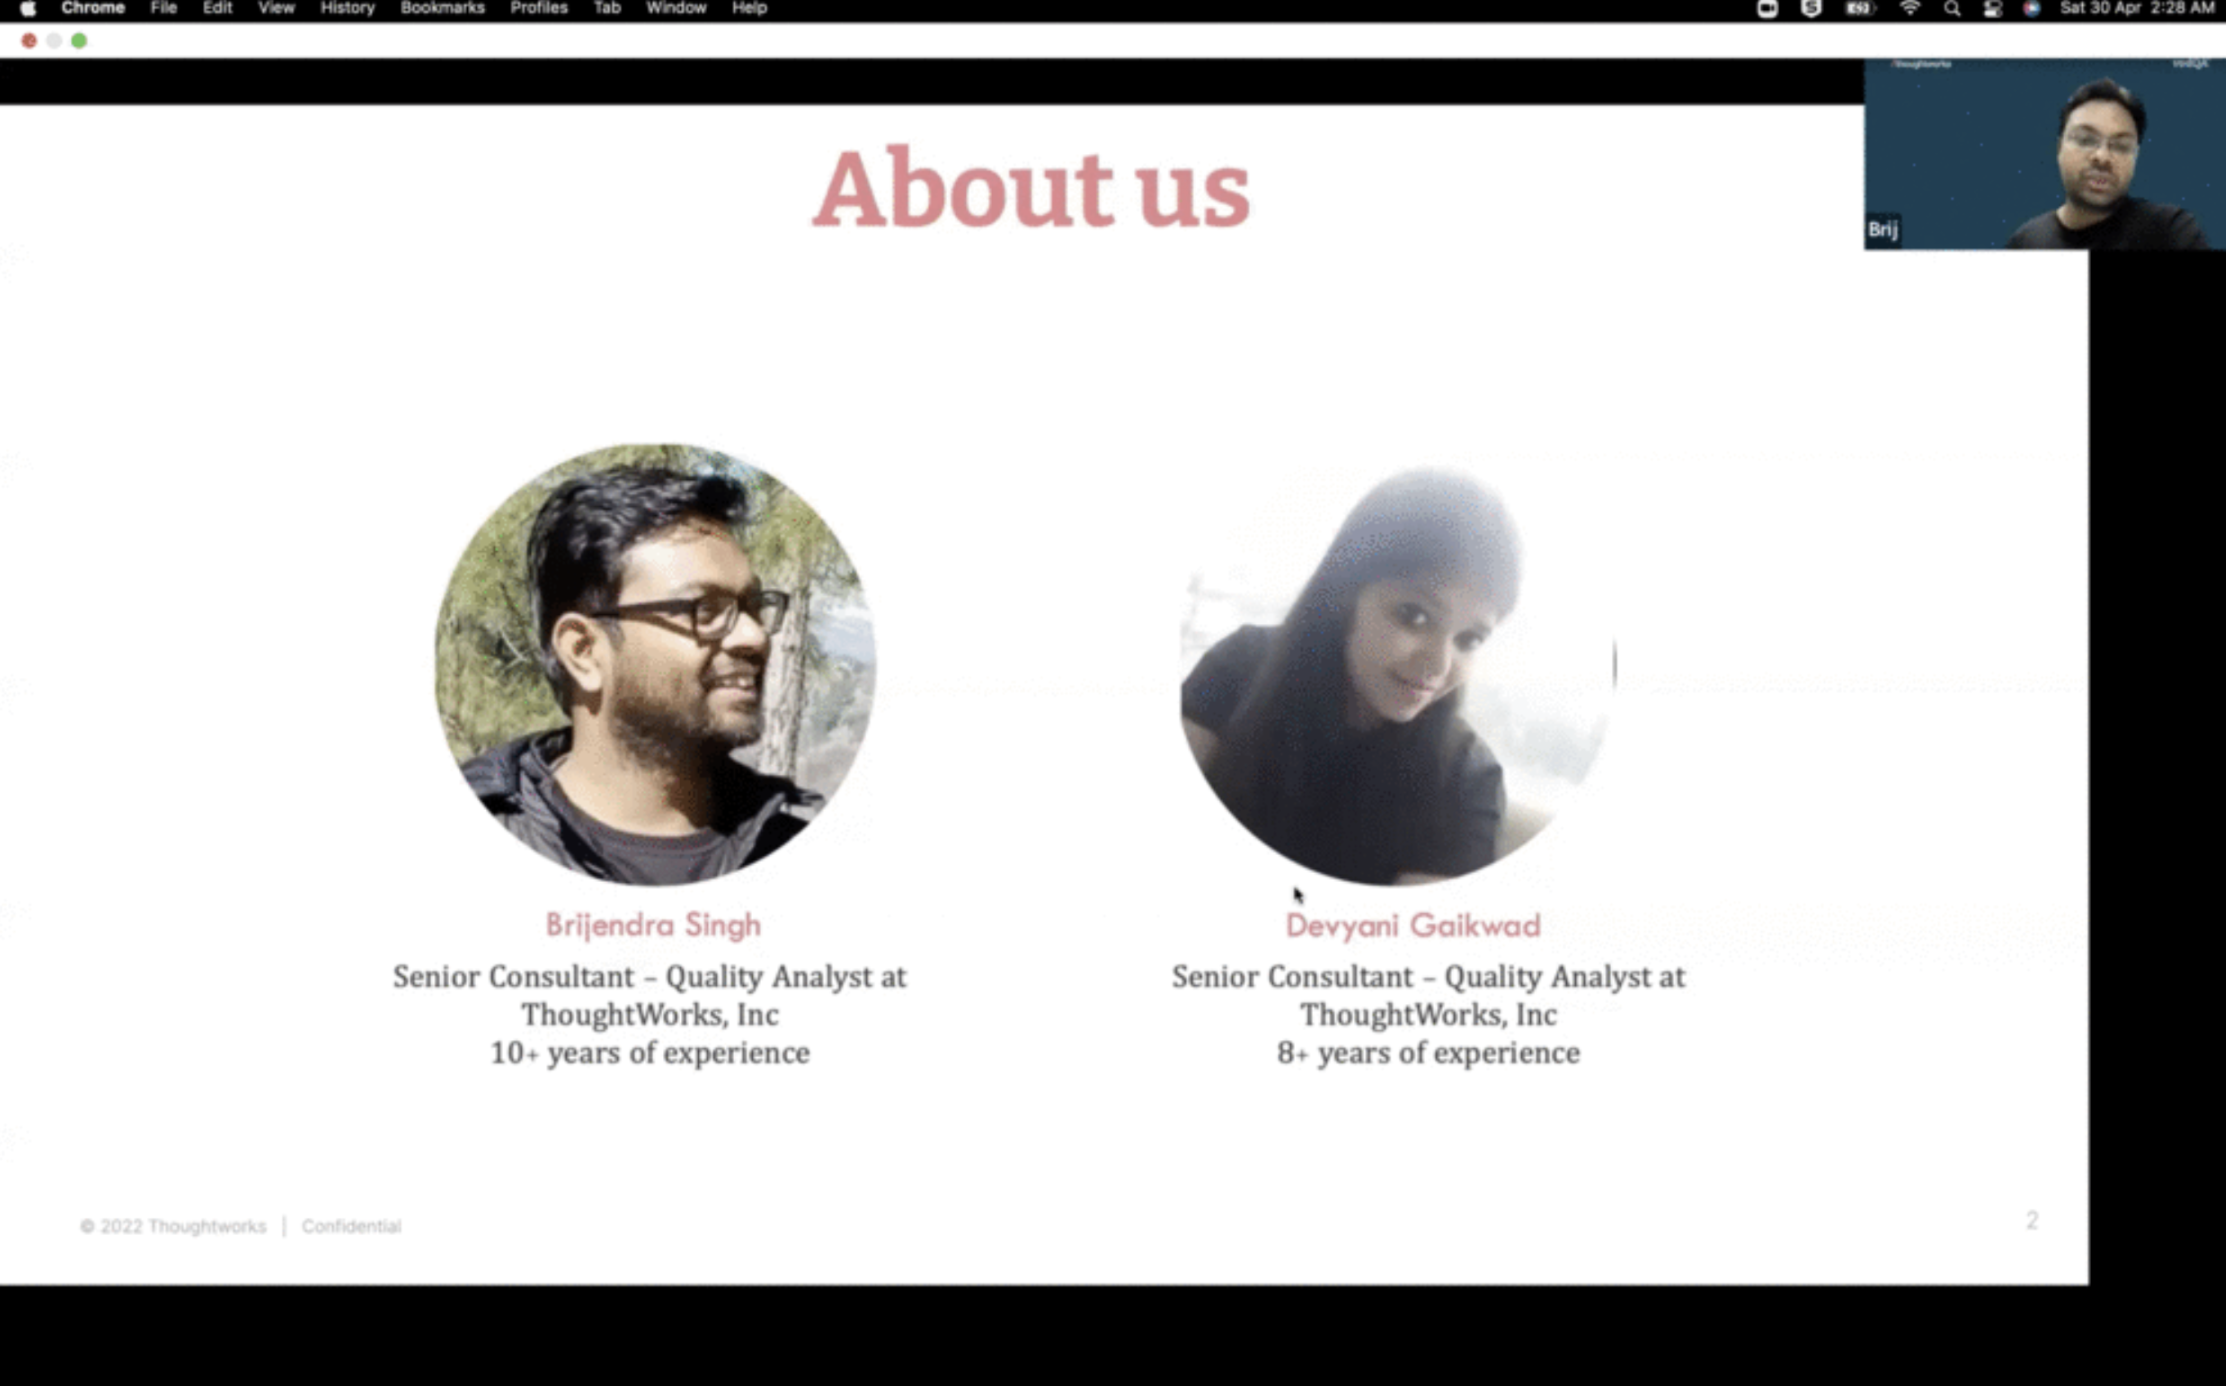 Chrome File Edit View History Bookmarks Profiles Tab Window Help
Sat 30 Apr 2:28 AM
/thoughtworks
vodQA
Brij
About us
Brijendra Singh
Senior Consultant – Quality Analyst at
ThoughtWorks, Inc
10+ years of experience
Devyani Gaikwad
Senior Consultant – Quality Analyst at
ThoughtWorks, Inc
8+ years of experience
© 2022 Thoughtworks | Confidential
2